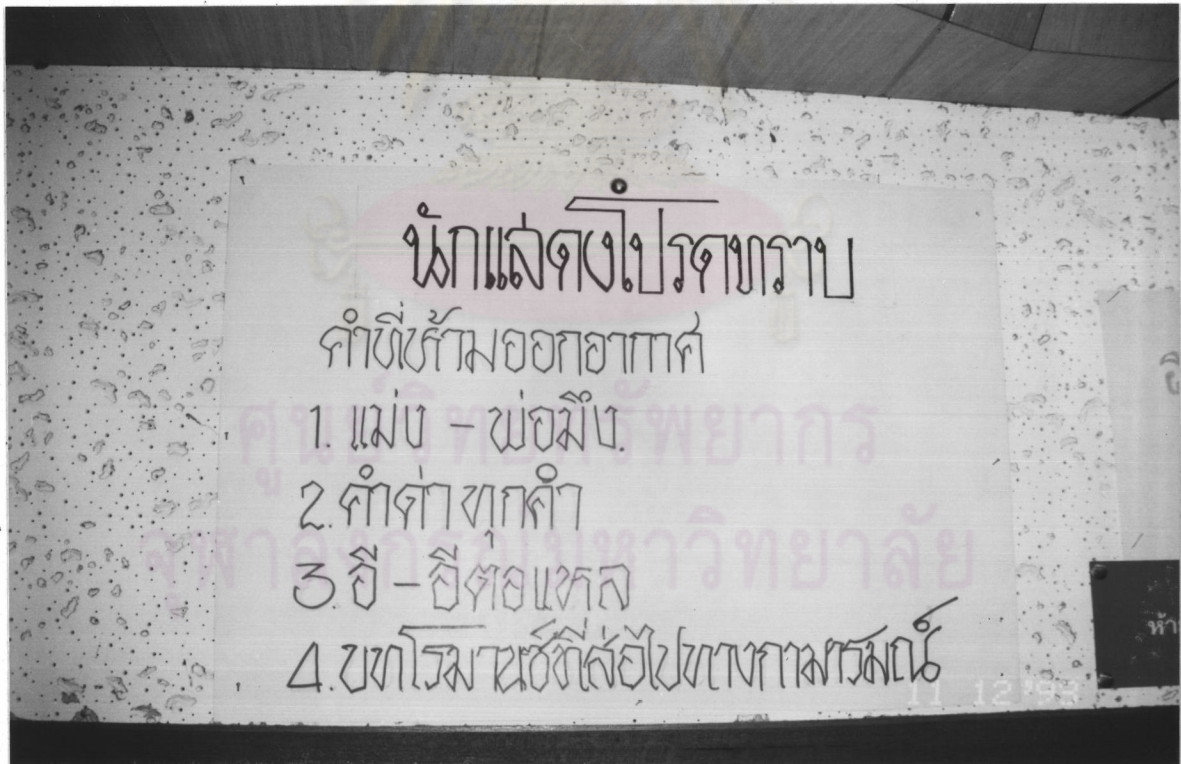 นักแสดงโปรดทราบ
คำที่ห้ามออกอากาศ
1. แม่ง - พ่อมึง
2. คำด่าทุกคำ
3. อี - อีตอแหล
4. บทโรมานซ์ที่ส่อไปทางกามารมณ์
ศูนย์วิทยทรัพยากร
จุฬาลงกรณ์มหาวิทยาลัย
ห้า
11 12 '93